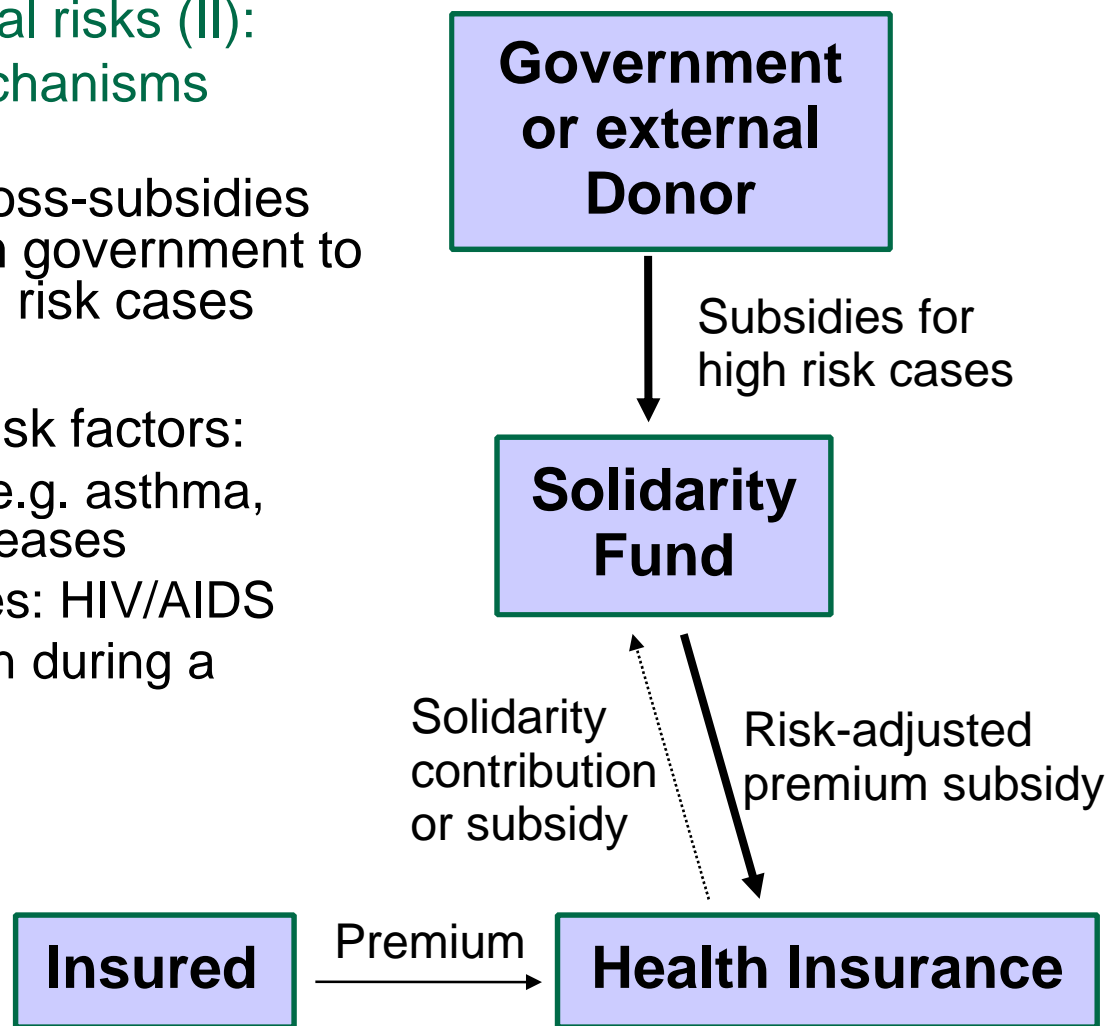 al risks (II):
chanisms
oss-subsidies
n government to
risk cases
sk factors:
e.g. asthma,
eases
es: HIV/AIDS
n during a
Government
or external
Donor
Subsidies for
high risk cases
Solidarity
Fund
Solidarity
contribution
or subsidy
Risk-adjusted
premium subsidy
Insured
Premium
Health Insurance